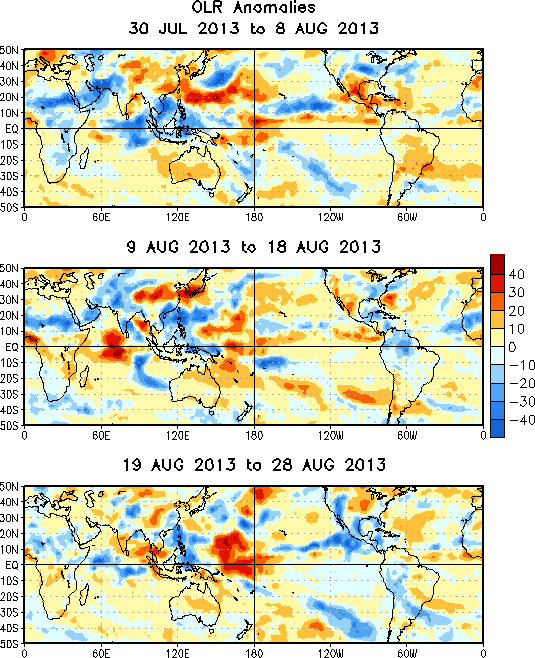 OLR Anomalies
30 JUL 2013 to 8 AUG 2013
50N
40N
30N
20N
10N
EQ
10S
20S
30S
40S
50S
0 60E 120E 180 120W 60W 0
9 AUG 2013 to 18 AUG 2013
50N
40N
30N
20N
10N
EQ
10S
20S
30S
40S
50S
0 60E 120E 180 120W 60W 0
40
30
20
10
0
-10
-20
-30
-40
19 AUG 2013 to 28 AUG 2013
50N
40N
30N
20N
10N
EQ
10S
20S
30S
40S
50S
0 60E 120E 180 120W 60W 0